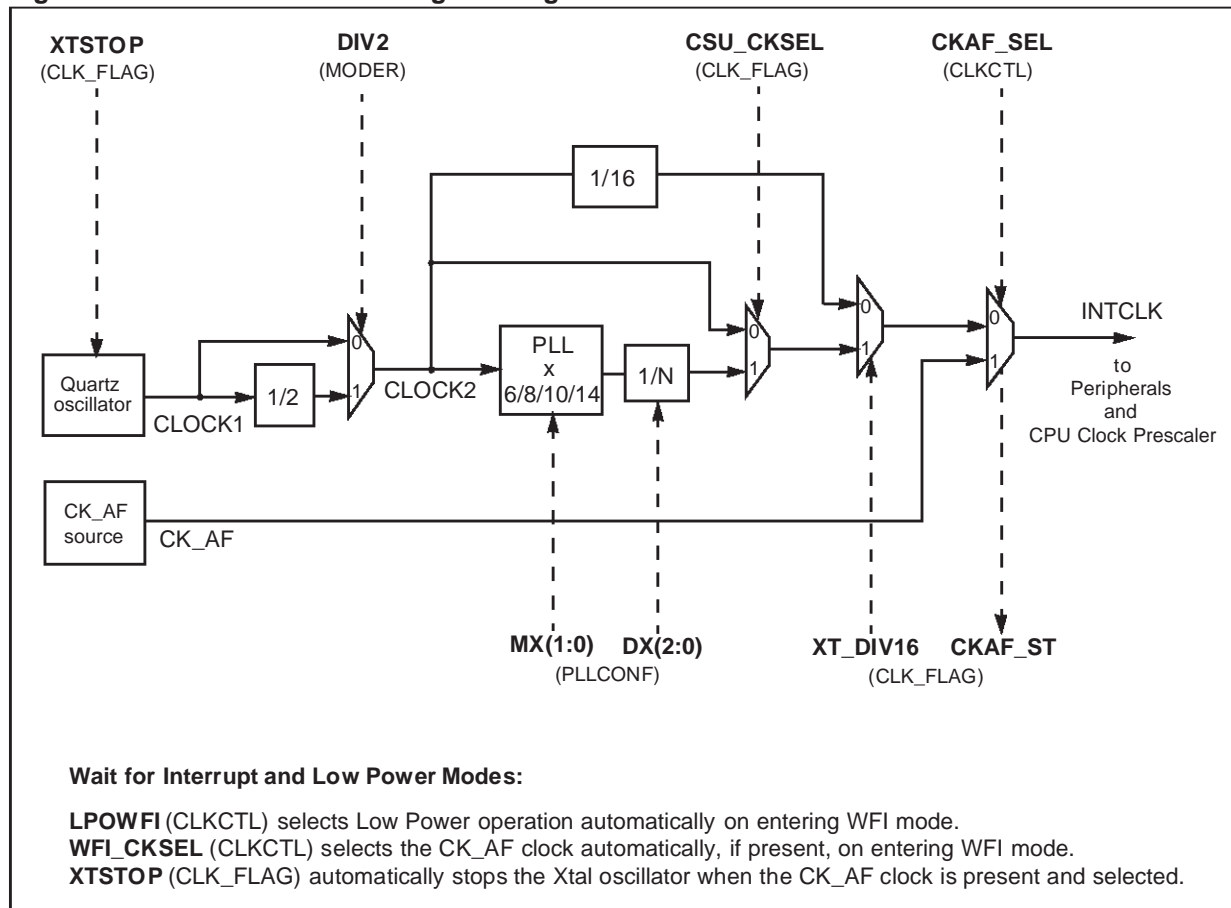 XTSTOP
(CLK_FLAG)
DIV2
(MODER)
CSU_CKSEL
(CLK_FLAG)
CKAF_SEL
(CLKCTL)
1/16
0
1
0
1
0
1
0
1
Quartz
oscillator
CLOCK1
1/2
CLOCK2
PLL
x
6/8/10/14
1/N
INTCLK
to
Peripherals
and
CPU Clock Prescaler
CK_AF
source
CK_AF
MX(1:0)
DX(2:0)
(PLLCONF)
XT_DIV16
CKAF_ST
(CLK_FLAG)
Wait for Interrupt and Low Power Modes:
LPOWFI (CLKCTL) selects Low Power operation automatically on entering WFI mode.
WFI_CKSEL (CLKCTL) selects the CK_AF clock automatically, if present, on entering WFI mode.
XTSTOP (CLK_FLAG) automatically stops the Xtal oscillator when the CK_AF clock is present and selected.